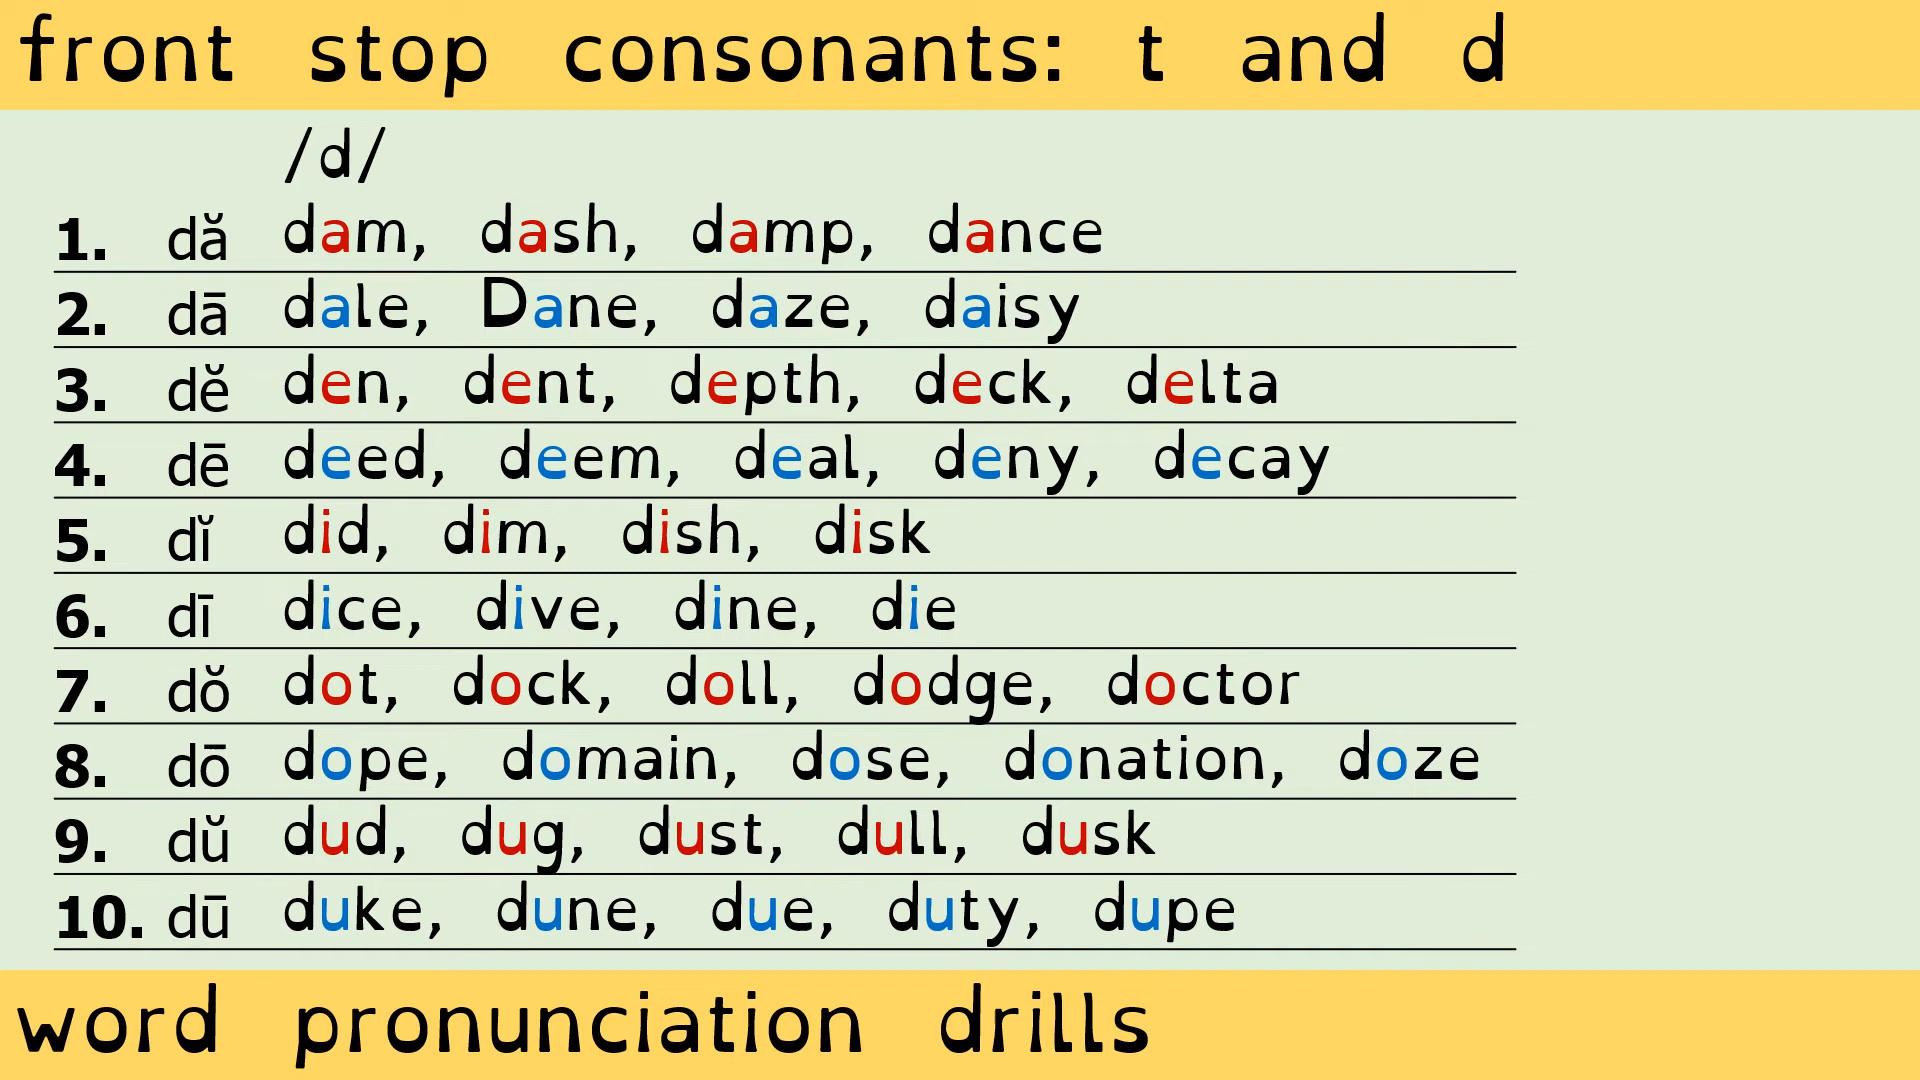 front stop consonants: t and d
/d/
1. dă dam, dash, damp, dance
2. dā dale, Dane, daze, daisy
3. dĕ den, dent, depth, deck, delta
4. dē deed, deem, deal, deny, decay
5. dĭ did, dim, dish, disk
6. dī dice, dive, dine, die
7. dŏ dot, dock, doll, dodge, doctor
8. dō dope, domain, dose, donation, doze
9. dŭ dud, dug, dust, dull, dusk
10. dū duke, dune, due, duty, dupe
word pronunciation drills